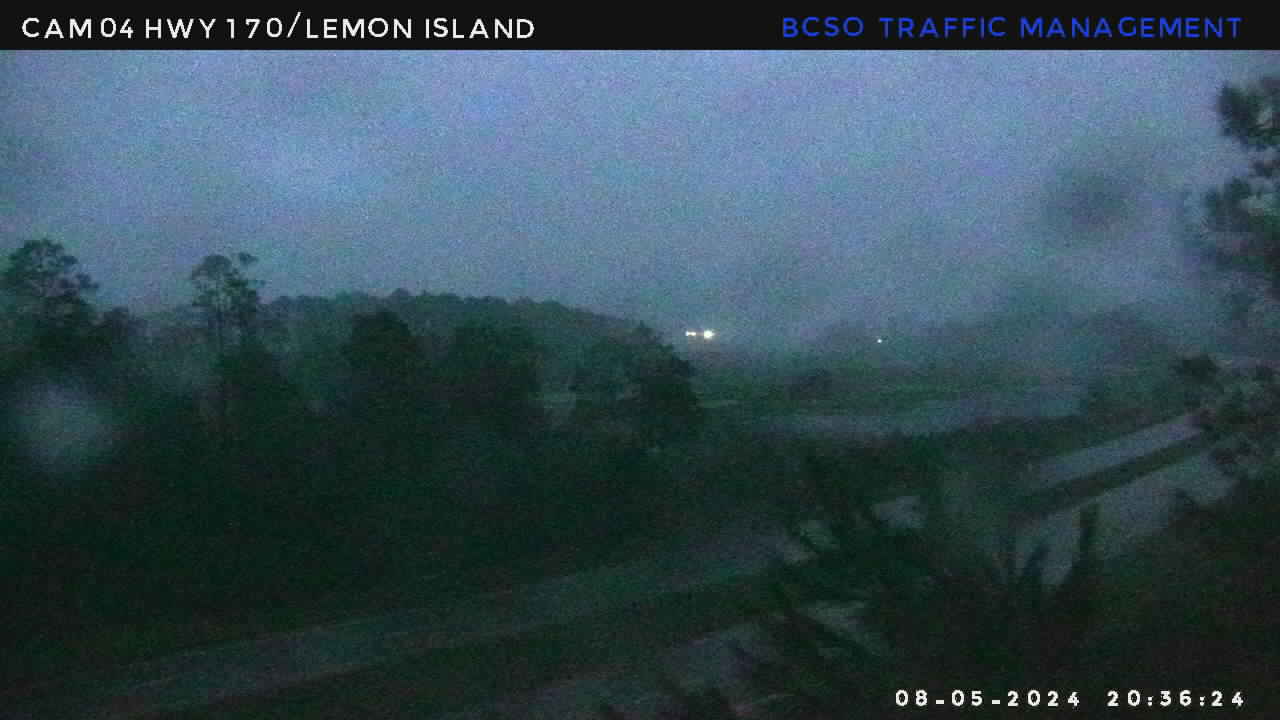 CAM04 HWY 170/LEMON ISLAND
BCSO TRAFFIC MANAGEMENT
08-05-2024 20:36:24